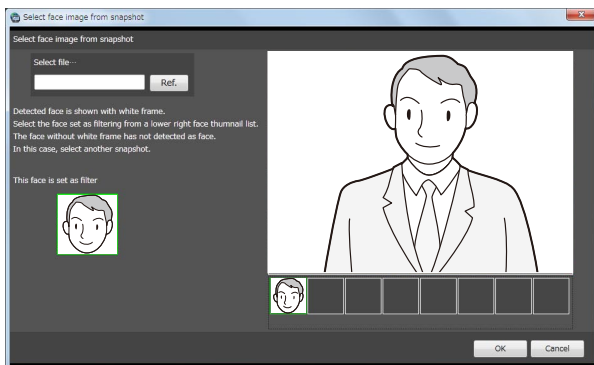 Select face image from snapshot
Select face image from snapshot
Select file…
Ref.
Detected face is shown with white frame.
Select the face set as filtering from a lower right face thumnail list.
The face without white frame has not detected as face.
In this case, select another snapshot.
This face is set as filter
OK
Cancel